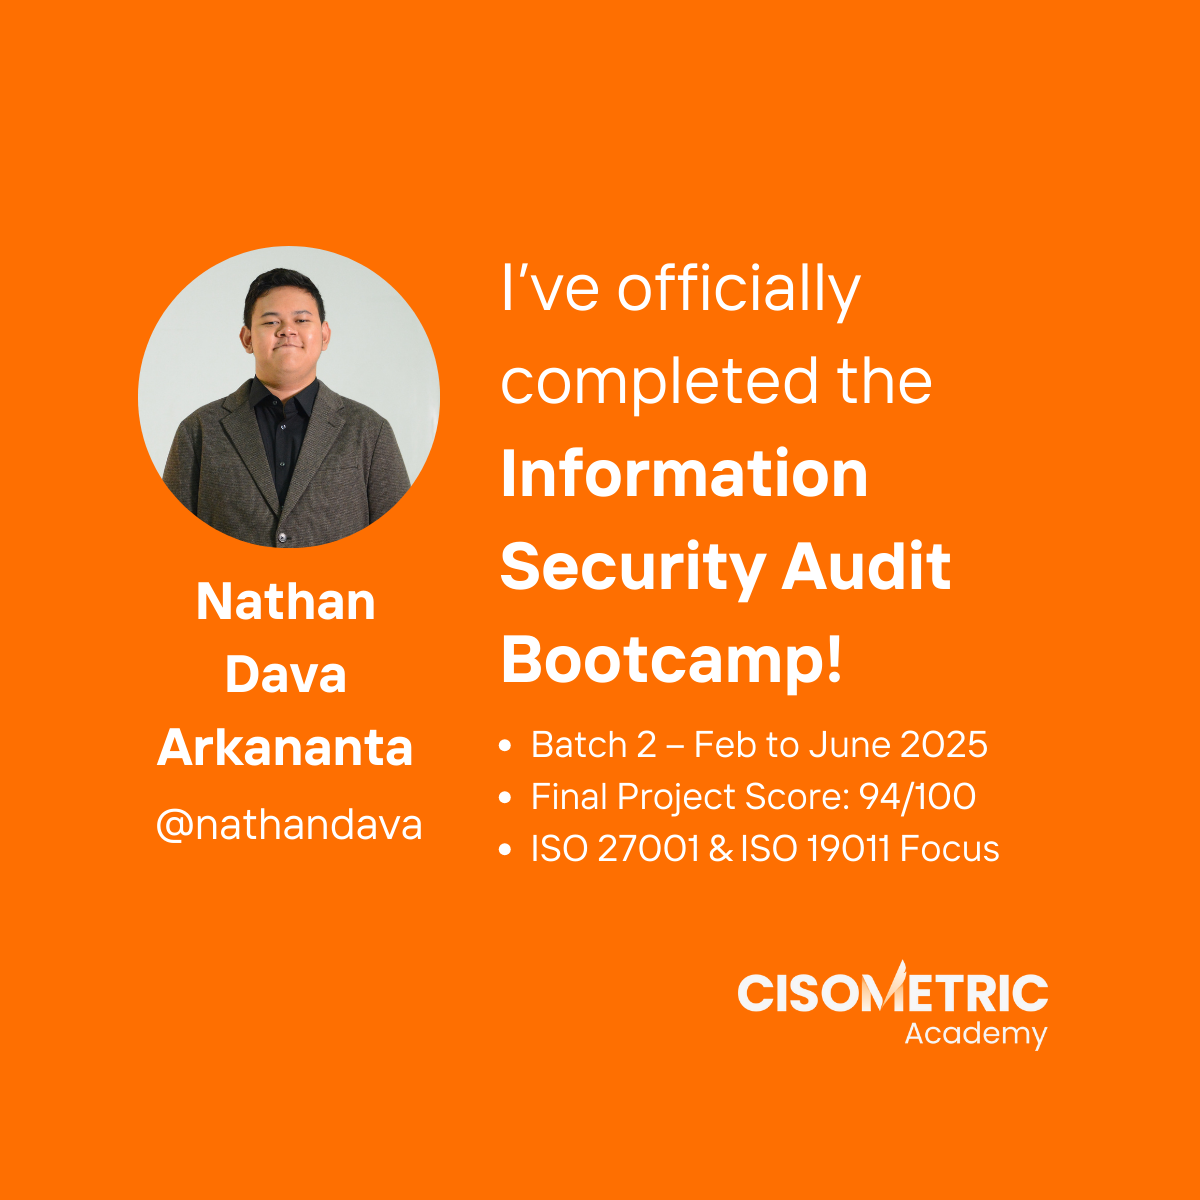 Nathan
Dava
Arkananta
@nathandava
I’ve officially
completed the
Information
Security Audit
Bootcamp!
• Batch 2 – Feb to June 2025
• Final Project Score: 94/100
• ISO 27001 & ISO 19011 Focus
CISOMETRIC
Academy